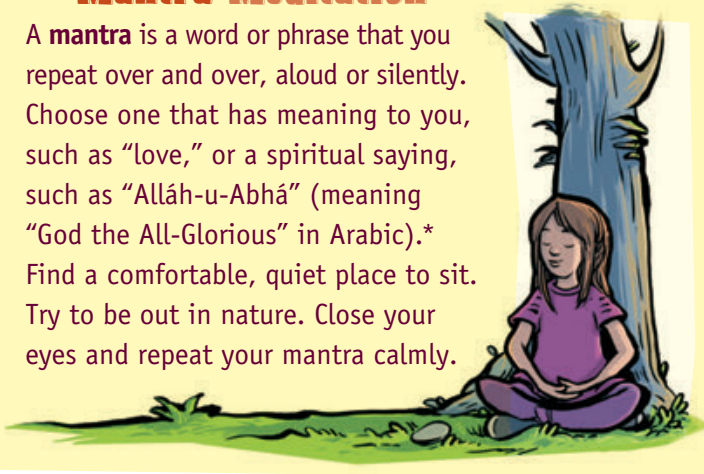 Mantra Meditation
A mantra is a word or phrase that you
repeat over and over, aloud or silently.
Choose one that has meaning to you,
such as “love,” or a spiritual saying,
such as “Alláh-u-Abhá” (meaning
“God the All-Glorious” in Arabic).*
Find a comfortable, quiet place to sit.
Try to be out in nature. Close your
eyes and repeat your mantra calmly.